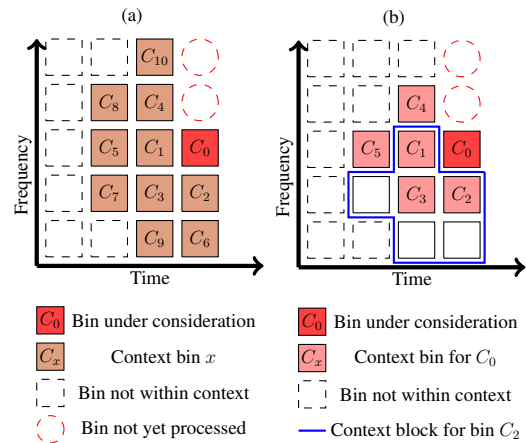 (a)
C10
C8 C4
C5 C1 C0
C7 C3 C2
C9 C6
Frequency
Time
C0 Bin under consideration
Cx Context bin x
Bin not within context
Bin not yet processed
(b)
C4
C5 C1 C0
C3 C2
Frequency
Time
C0 Bin under consideration
Cx Context bin for C0
Bin not within context
Context block for bin C2